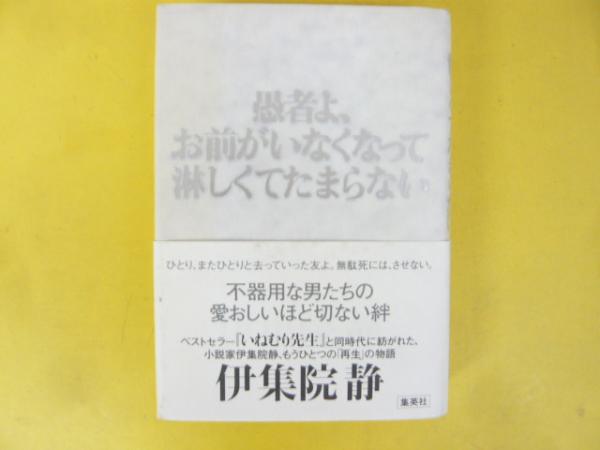 愚者よ、
お前がいなくなって
淋しくてたまらない
ひとり、またひとりと去っていった友よ。無駄死には、させない。
不器用な男たちの
愛おしいほど切ない絆
ベストセラー『いねむり先生』と同時代に紡がれた、
小説家伊集院静、もうひとつの「再生」の物語
伊集院静
集英社